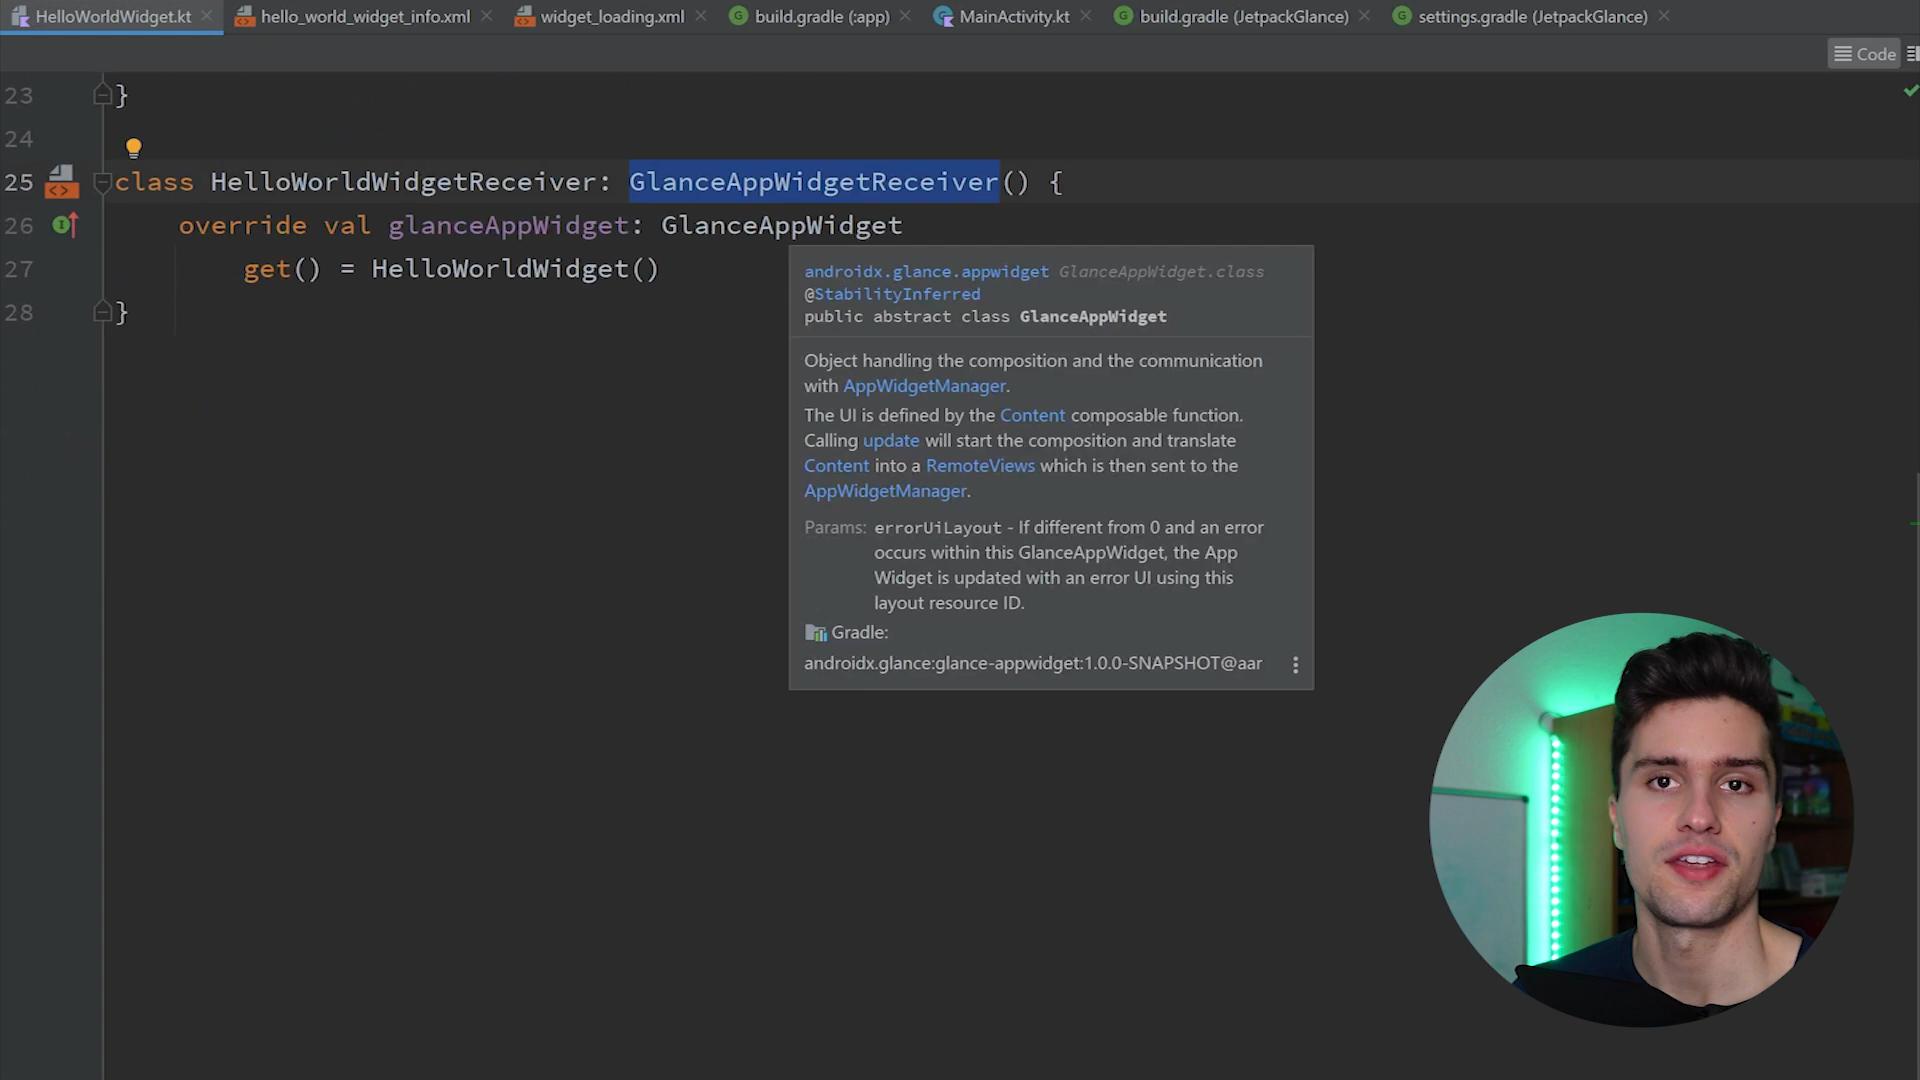 HelloWorldWidget.kt hello_world_widget_info.xml widget_loading.xml build.gradle (:app) MainActivity.kt build.gradle (JetpackGlance) settings.gradle (JetpackGlance)
Code
23 }
24
25 class HelloWorldWidgetReceiver: GlanceAppWidgetReceiver() {
26 override val glanceAppWidget: GlanceAppWidget
27 get() = HelloWorldWidget()
28 }
androidx.glance.appwidget GlanceAppWidget.class
@StabilityInferred
public abstract class GlanceAppWidget
Object handling the composition and the communication
with AppWidgetManager.
The UI is defined by the Content composable function.
Calling update will start the composition and translate
Content into a RemoteViews which is then sent to the
AppWidgetManager.
Params: errorUiLayout - If different from 0 and an error
occurs within this GlanceAppWidget, the App
Widget is updated with an error UI using this
layout resource ID.
Gradle:
androidx.glance:glance-appwidget:1.0.0-SNAPSHOT@aar